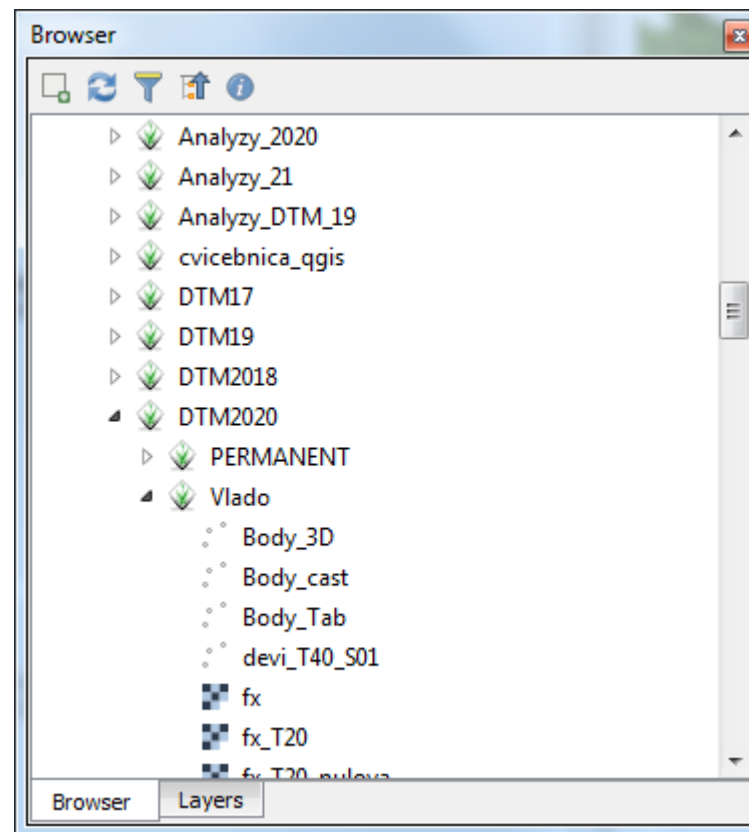 Browser
Analyzy_2020
Analyzy_21
Analyzy_DTM_19
cvicebnica_qgis
DTM17
DTM19
DTM2018
DTM2020
PERMANENT
Vlado
Body_3D
Body_cast
Body_Tab
devi_T40_S01
fx
fx_T20
fx_T20_nulova
Browser Layers